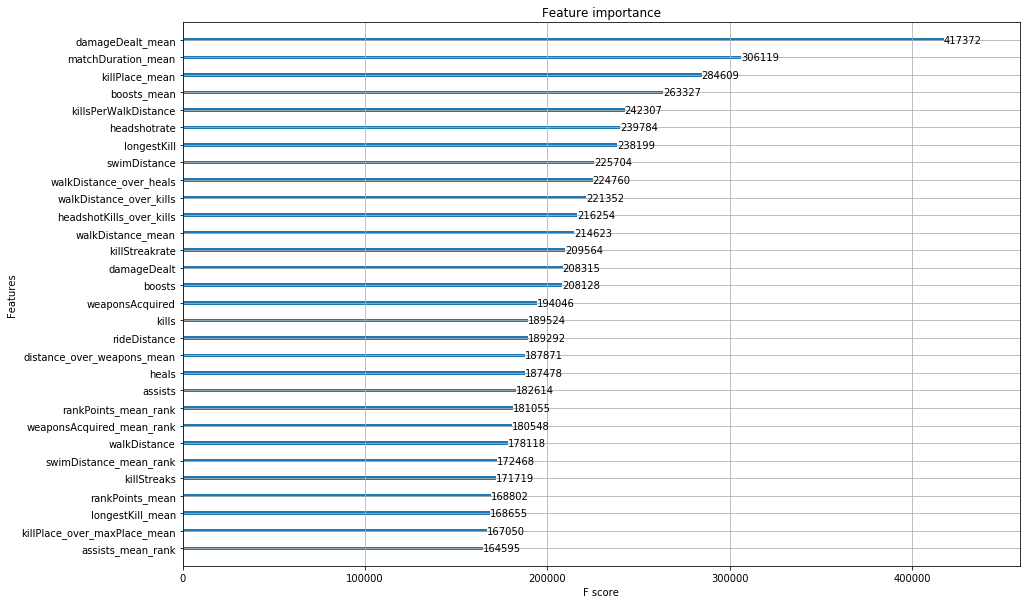 Feature importance
damageDealt_mean 417372
matchDuration_mean 306119
killPlace_mean 284609
boosts_mean 263327
killsPerWalkDistance 242307
headshotrate 239784
longestKill 238199
swimDistance 225704
walkDistance_over_heals 224760
walkDistance_over_kills 221352
headshotKills_over_kills 216254
walkDistance_mean 214623
killStreakrate 209564
damageDealt 208315
boosts 208128
weaponsAcquired 194046
kills 189524
rideDistance 189292
distance_over_weapons_mean 187871
heals 187478
assists 182614
rankPoints_mean_rank 181055
weaponsAcquired_mean_rank 180548
walkDistance 178118
swimDistance_mean_rank 172468
killStreaks 171719
rankPoints_mean 168802
longestKill_mean 168655
killPlace_over_maxPlace_mean 167050
assists_mean_rank 164595
Features
0 100000 200000 300000 400000
F score